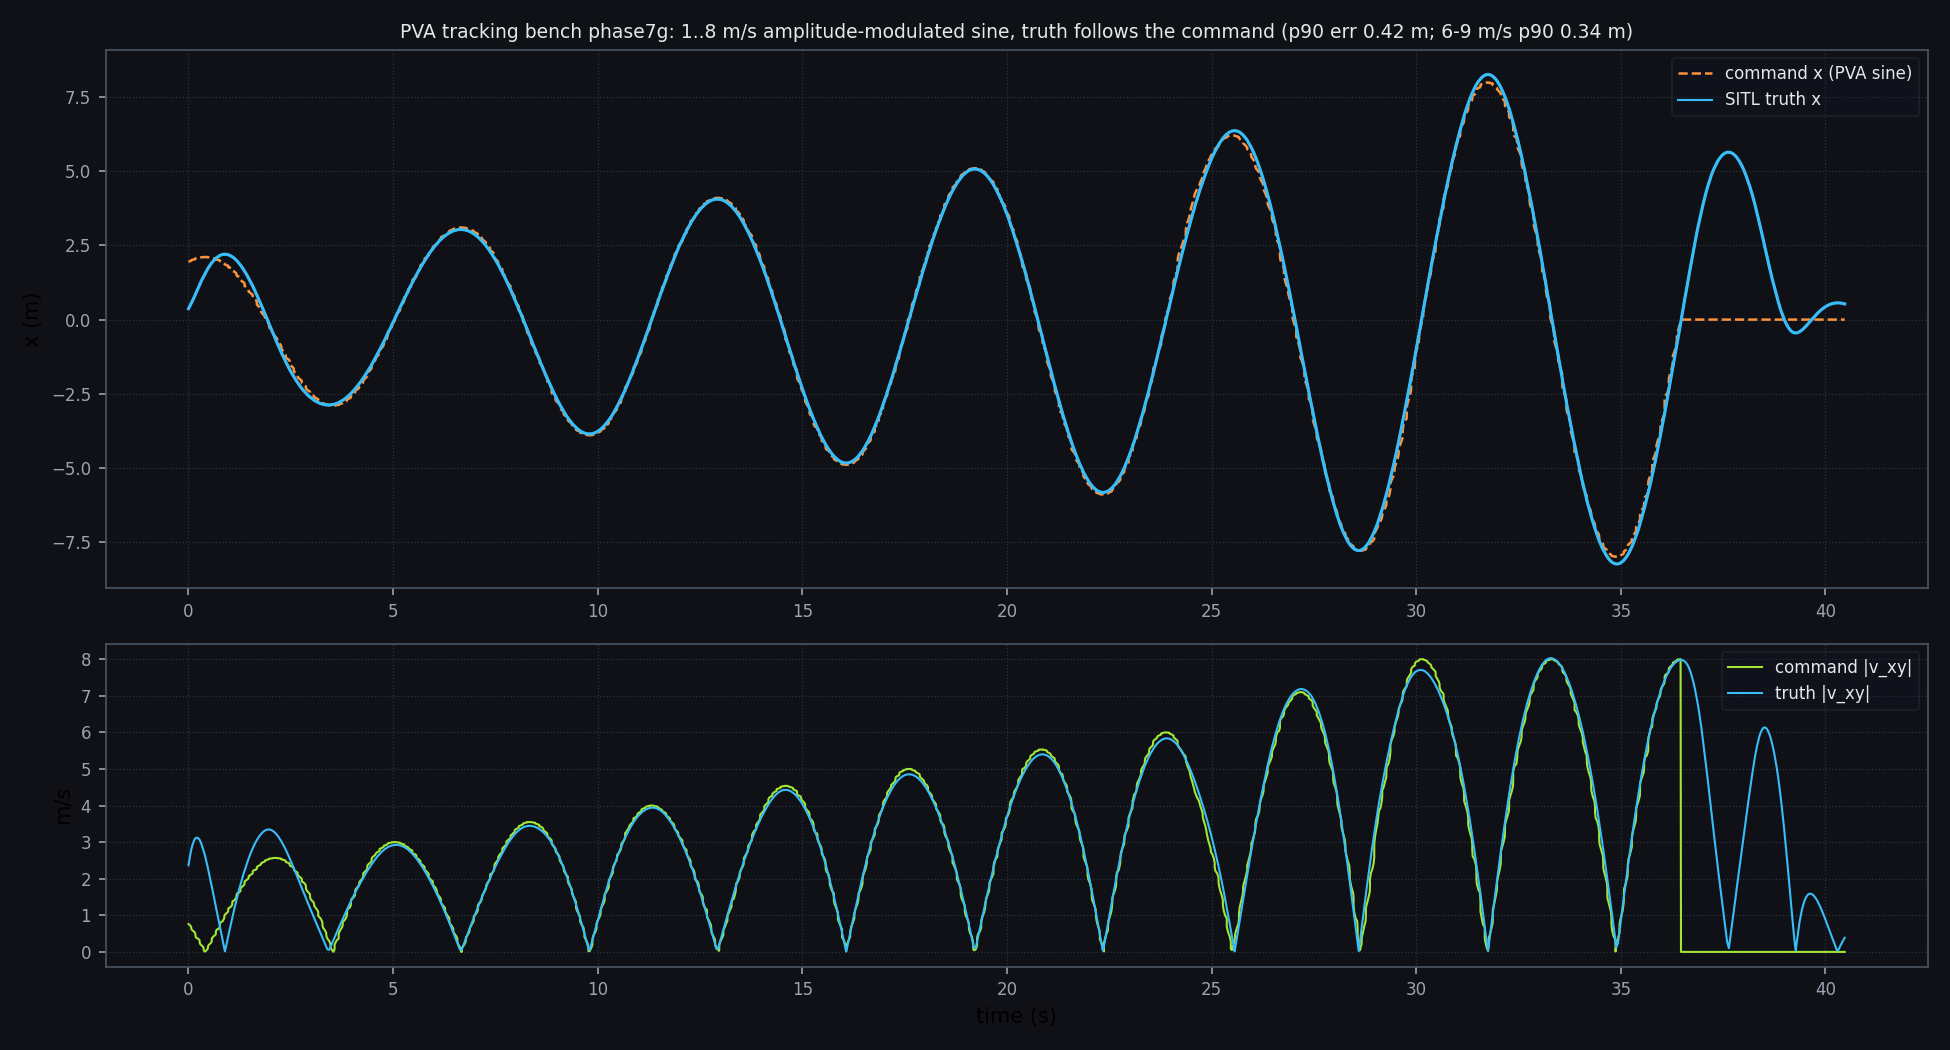 PVA tracking bench phase7g: 1..8 m/s amplitude-modulated sine, truth follows the command (p90 err 0.42 m; 6-9 m/s p90 0.34 m)
command x (PVA sine)
SITL truth x
x (m)
7.5
5.0
2.5
0.0
−2.5
−5.0
−7.5
0 5 10 15 20 25 30 35 40
command |v_xy|
truth |v_xy|
m/s
8
7
6
5
4
3
2
1
0
0 5 10 15 20 25 30 35 40
time (s)